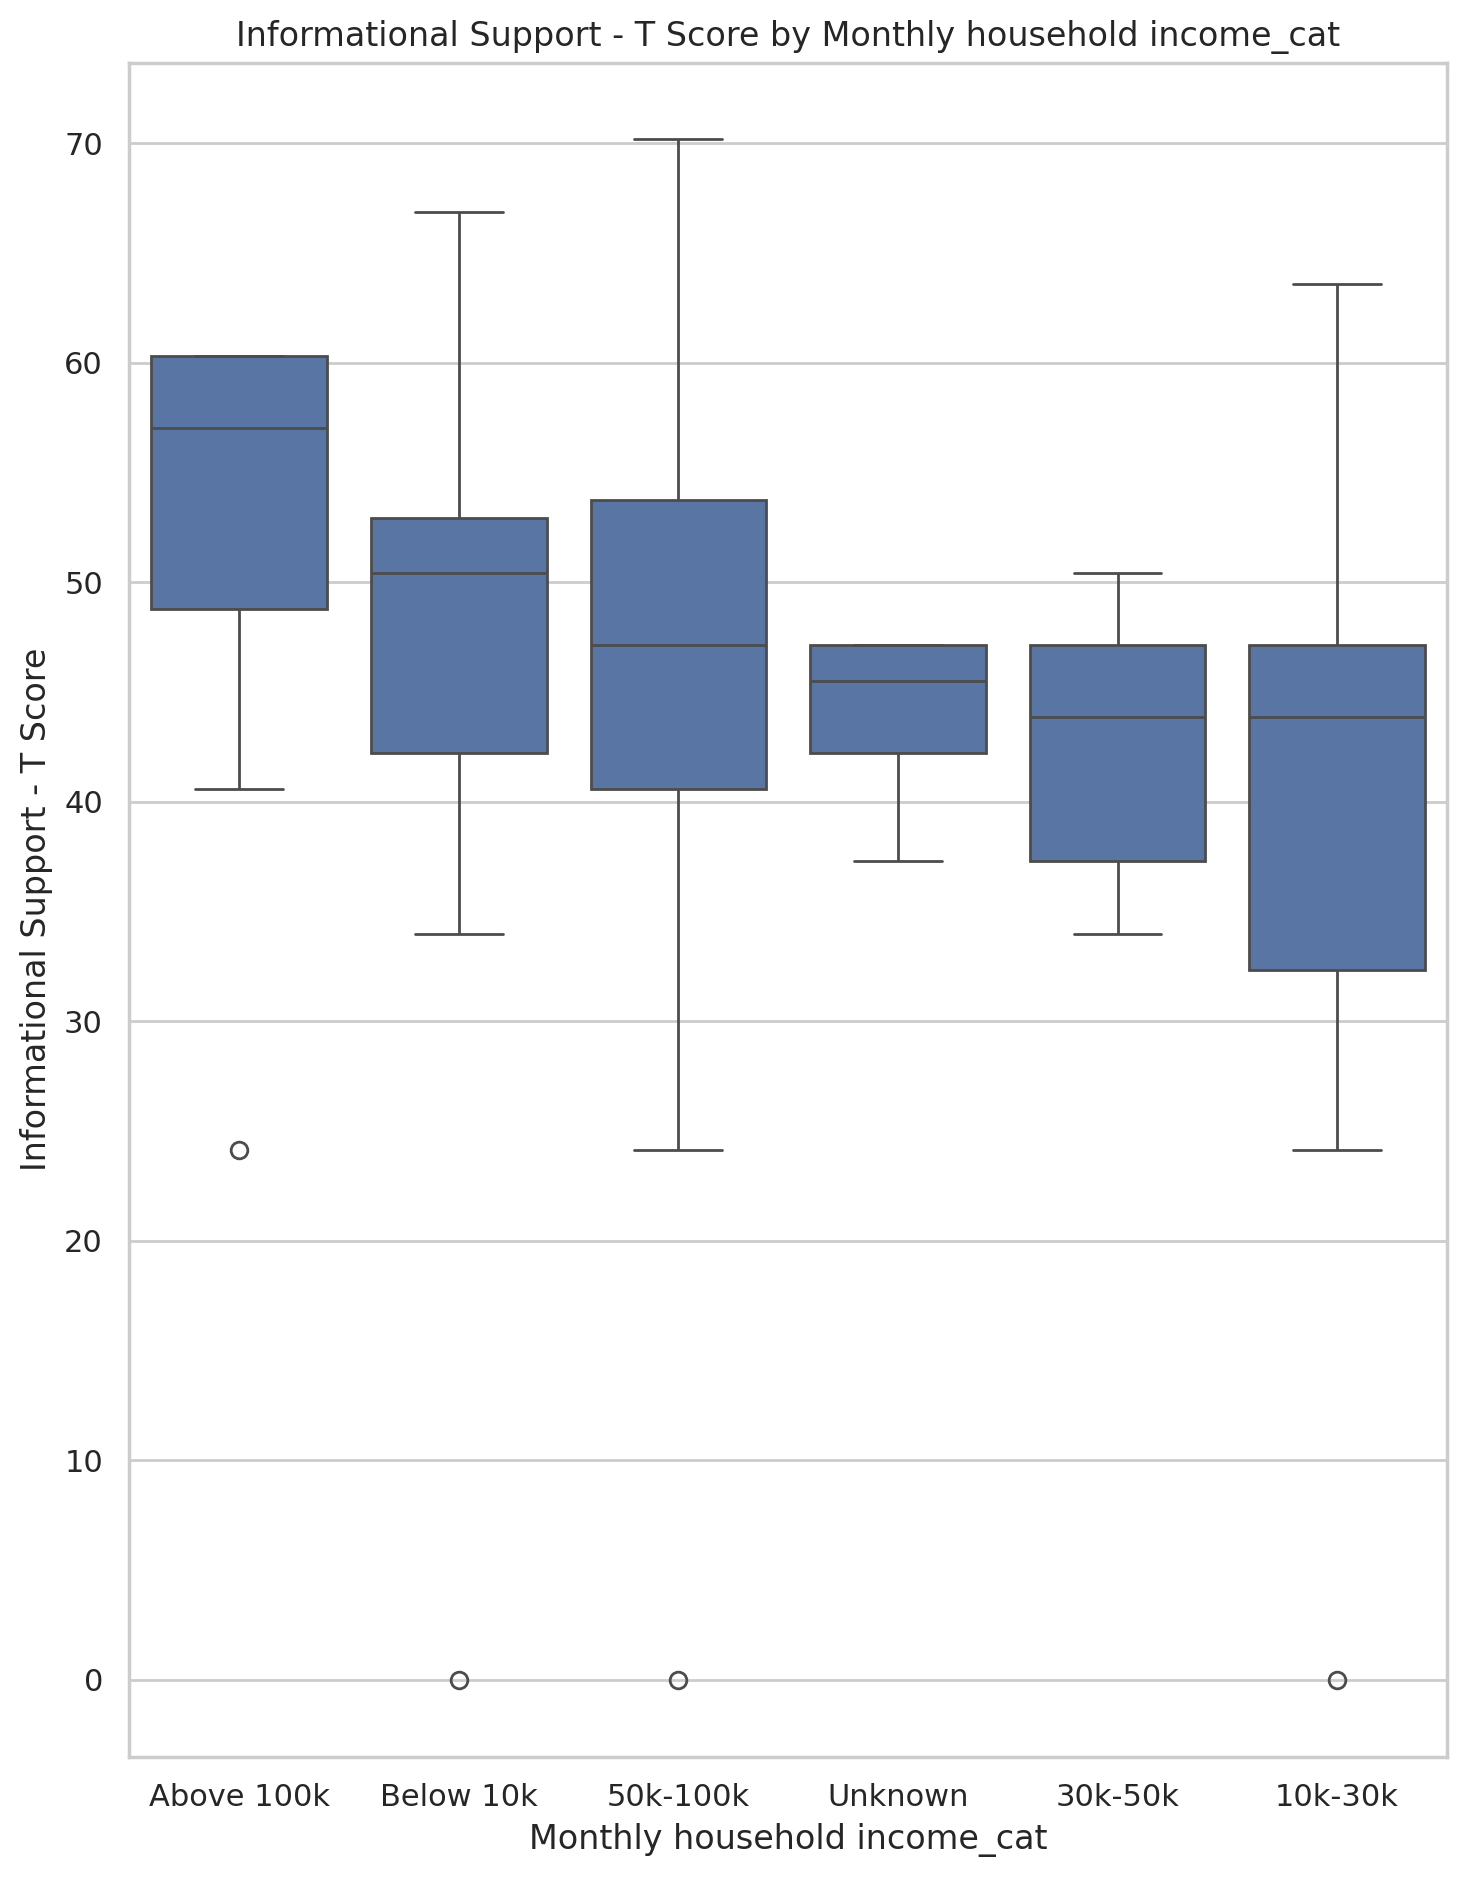 Informational Support - T Score by Monthly household income_cat
Informational Support - T Score
70
60
50
40
30
20
10
0
Above 100k Below 10k 50k-100k Unknown 30k-50k 10k-30k
Monthly household income_cat